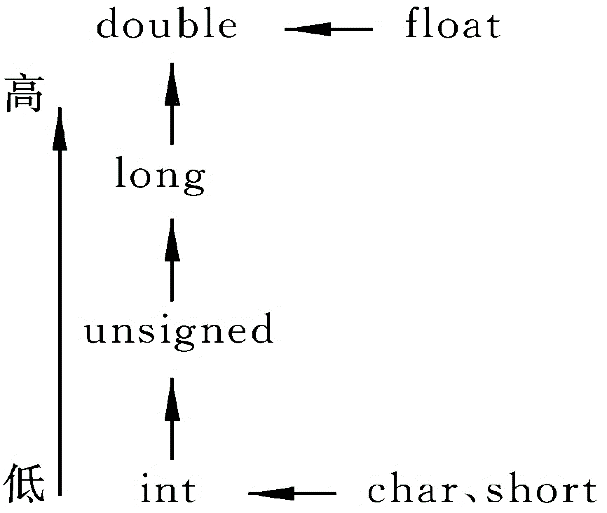 double float
高
long
unsigned
低 int char、short